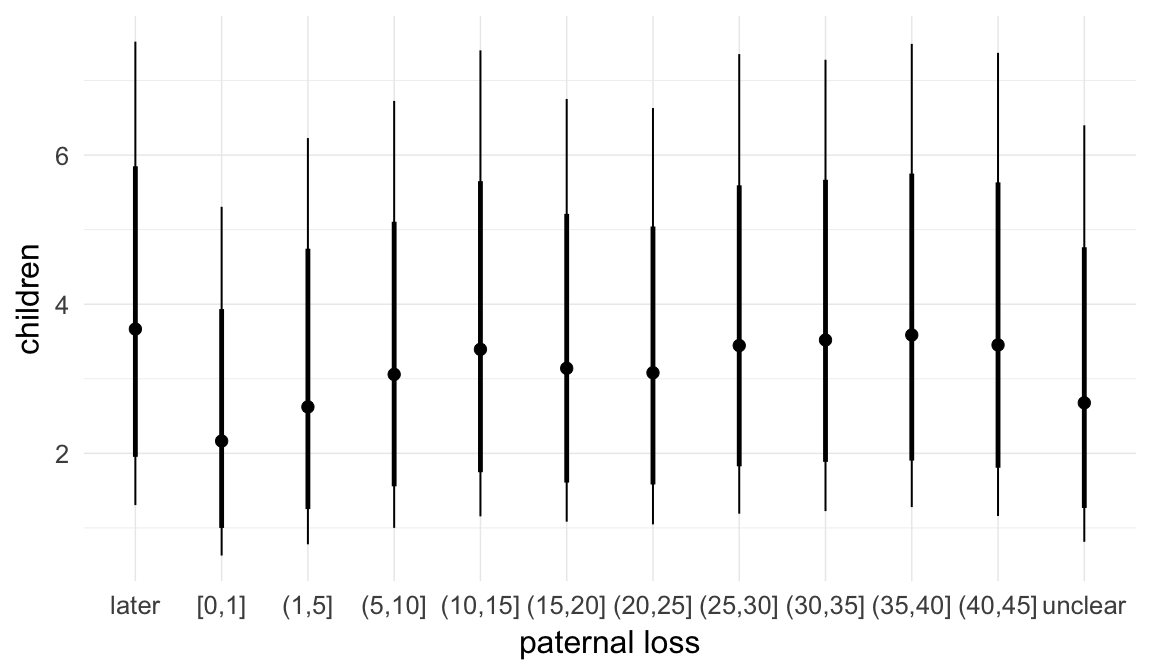 6
4
2
children
later [0,1] (1,5] (5,10] (10,15] (15,20] (20,25] (25,30] (30,35] (35,40] (40,45] unclear
paternal loss